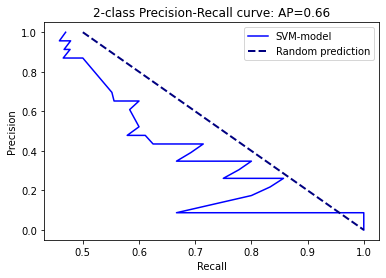 2-class Precision-Recall curve: AP=0.66
SVM-model
Random prediction
Precision
1.0
0.8
0.6
0.4
0.2
0.0
0.5
0.6
0.7
0.8
0.9
1.0
Recall